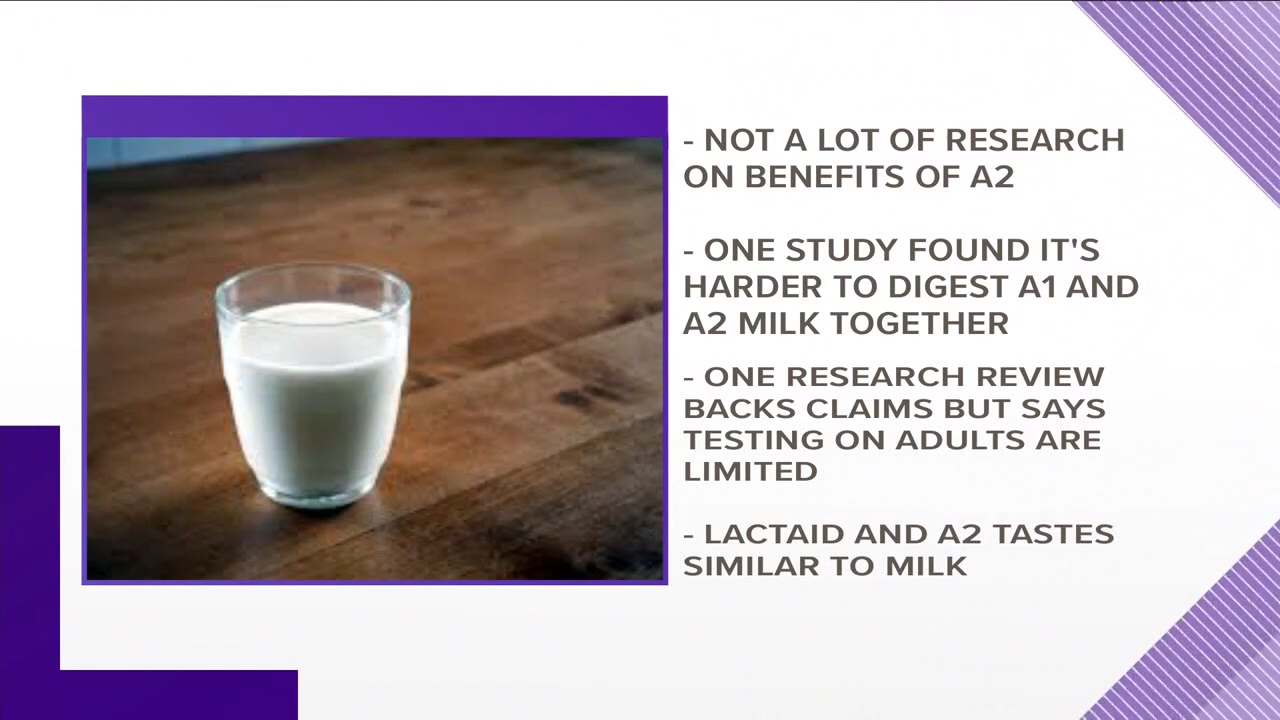 - NOT A LOT OF RESEARCH
ON BENEFITS OF A2
- ONE STUDY FOUND IT'S
HARDER TO DIGEST A1 AND
A2 MILK TOGETHER
- ONE RESEARCH REVIEW
BACKS CLAIMS BUT SAYS
TESTING ON ADULTS ARE
LIMITED
- LACTAID AND A2 TASTES
SIMILAR TO MILK